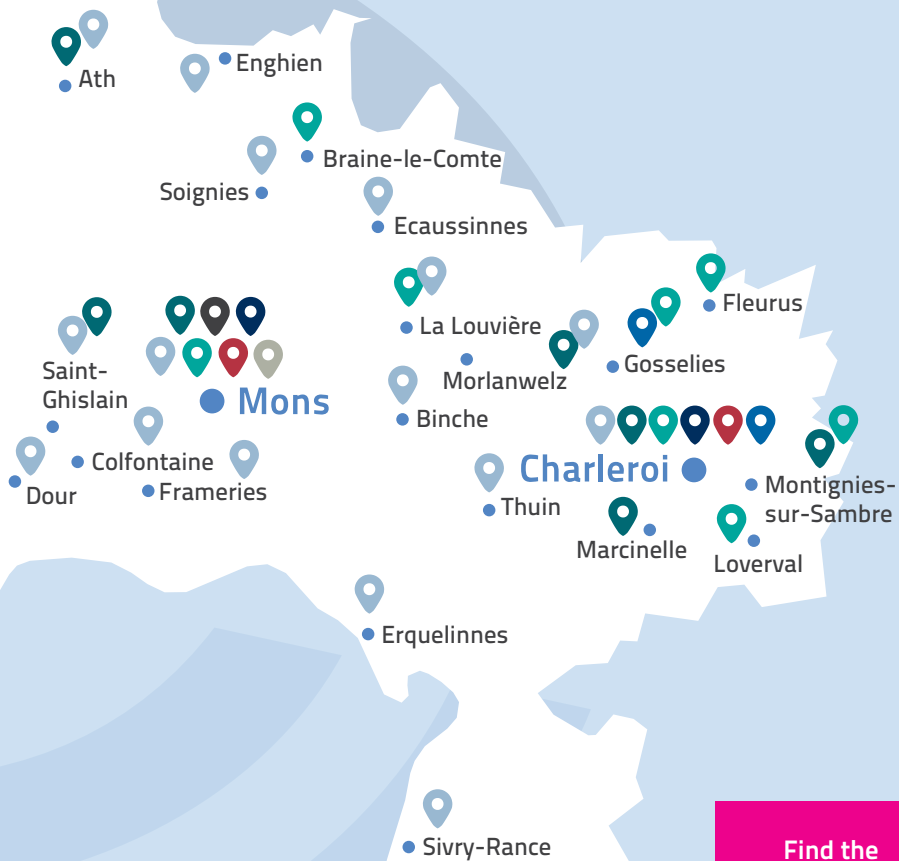 Enghien
Ath
Braine-le-Comte
Soignies
Ecaussinnes
Fleurus
La Louvière
Gosselies
Saint-
Ghislain
Morlanwelz
Mons
Binche
Colfontaine
Charleroi
Dour
Frameries
Thuin
Montignies-
sur-Sambre
Marcinelle
Loverval
Erquelinnes
Sivry-Rance
Find the